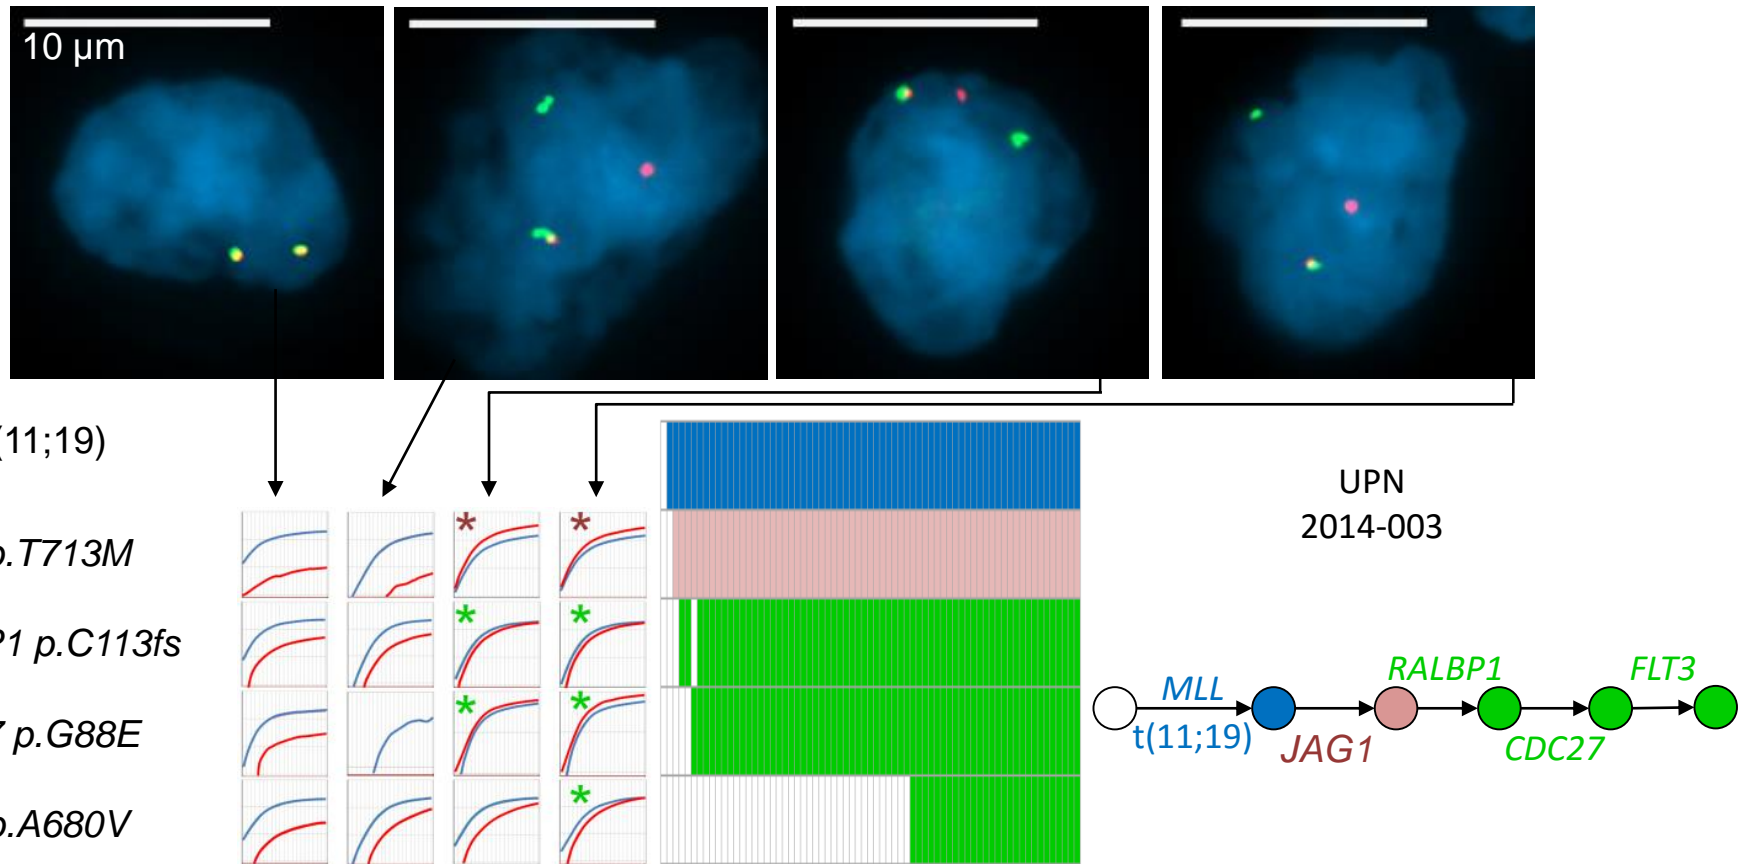 10 µm
(11;19)
p.T713M
P1 p.C113fs
7 p.G88E
p.A680V
UPN
2014-003
MLL
t(11;19)
JAG1
RALBP1
CDC27
FLT3